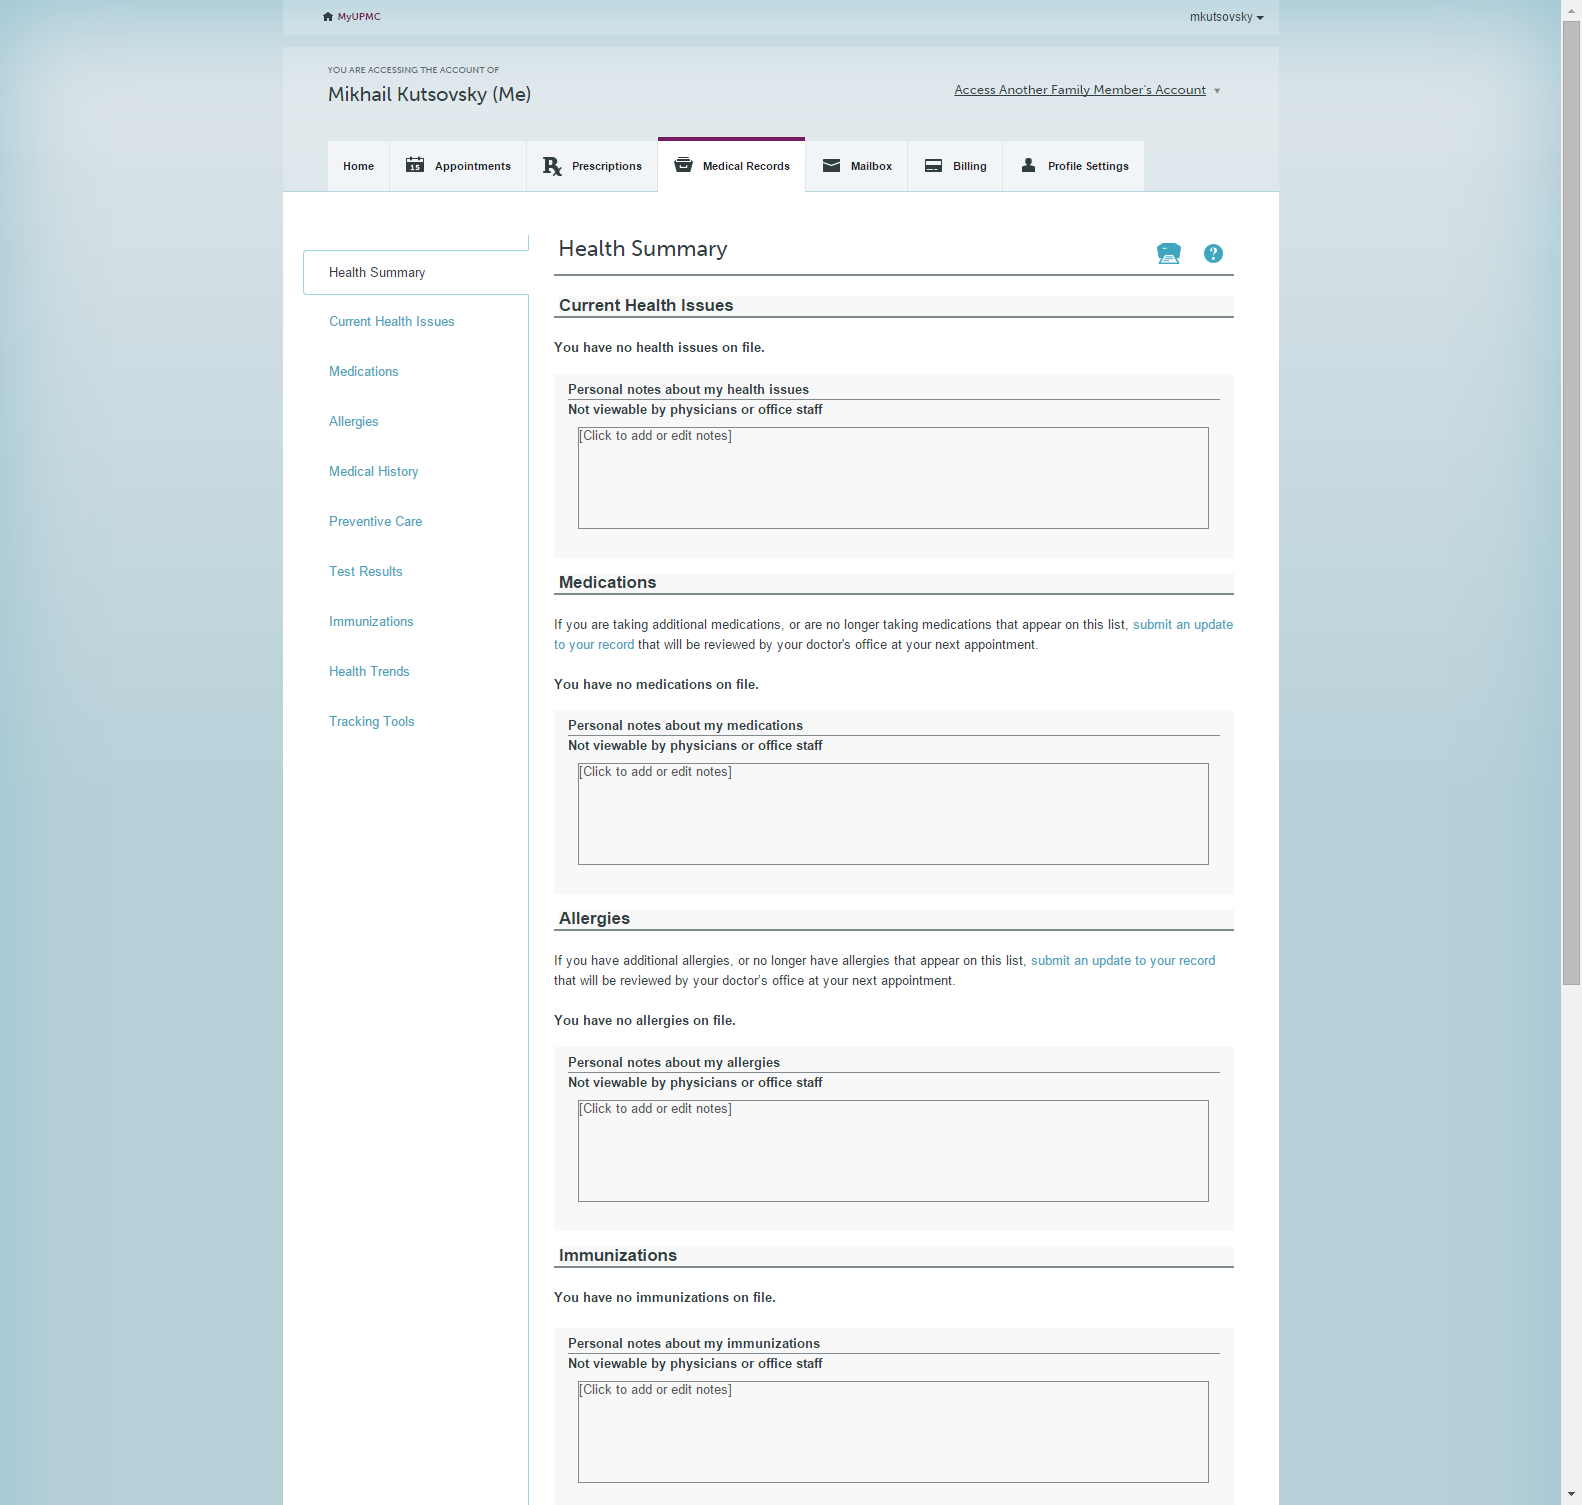 MyUPMC
mkutsovsky
YOU ARE ACCESSING THE ACCOUNT OF
Mikhail Kutsovsky (Me)
Access Another Family Member's Account
Home
15
Appointments
Rx
Prescriptions
Medical Records
Mailbox
Billing
Profile Settings
Health Summary
Current Health Issues
Medications
Allergies
Medical History
Preventive Care
Test Results
Immunizations
Health Trends
Tracking Tools
Health Summary
?
Current Health Issues
You have no health issues on file.
Personal notes about my health issues
Not viewable by physicians or office staff
[Click to add or edit notes]
Medications
If you are taking additional medications, or are no longer taking medications that appear on this list, submit an update
to your record that will be reviewed by your doctor's office at your next appointment.
You have no medications on file.
Personal notes about my medications
Not viewable by physicians or office staff
[Click to add or edit notes]
Allergies
If you have additional allergies, or no longer have allergies that appear on this list, submit an update to your record
that will be reviewed by your doctor's office at your next appointment.
You have no allergies on file.
Personal notes about my allergies
Not viewable by physicians or office staff
[Click to add or edit notes]
Immunizations
You have no immunizations on file.
Personal notes about my immunizations
Not viewable by physicians or office staff
[Click to add or edit notes]